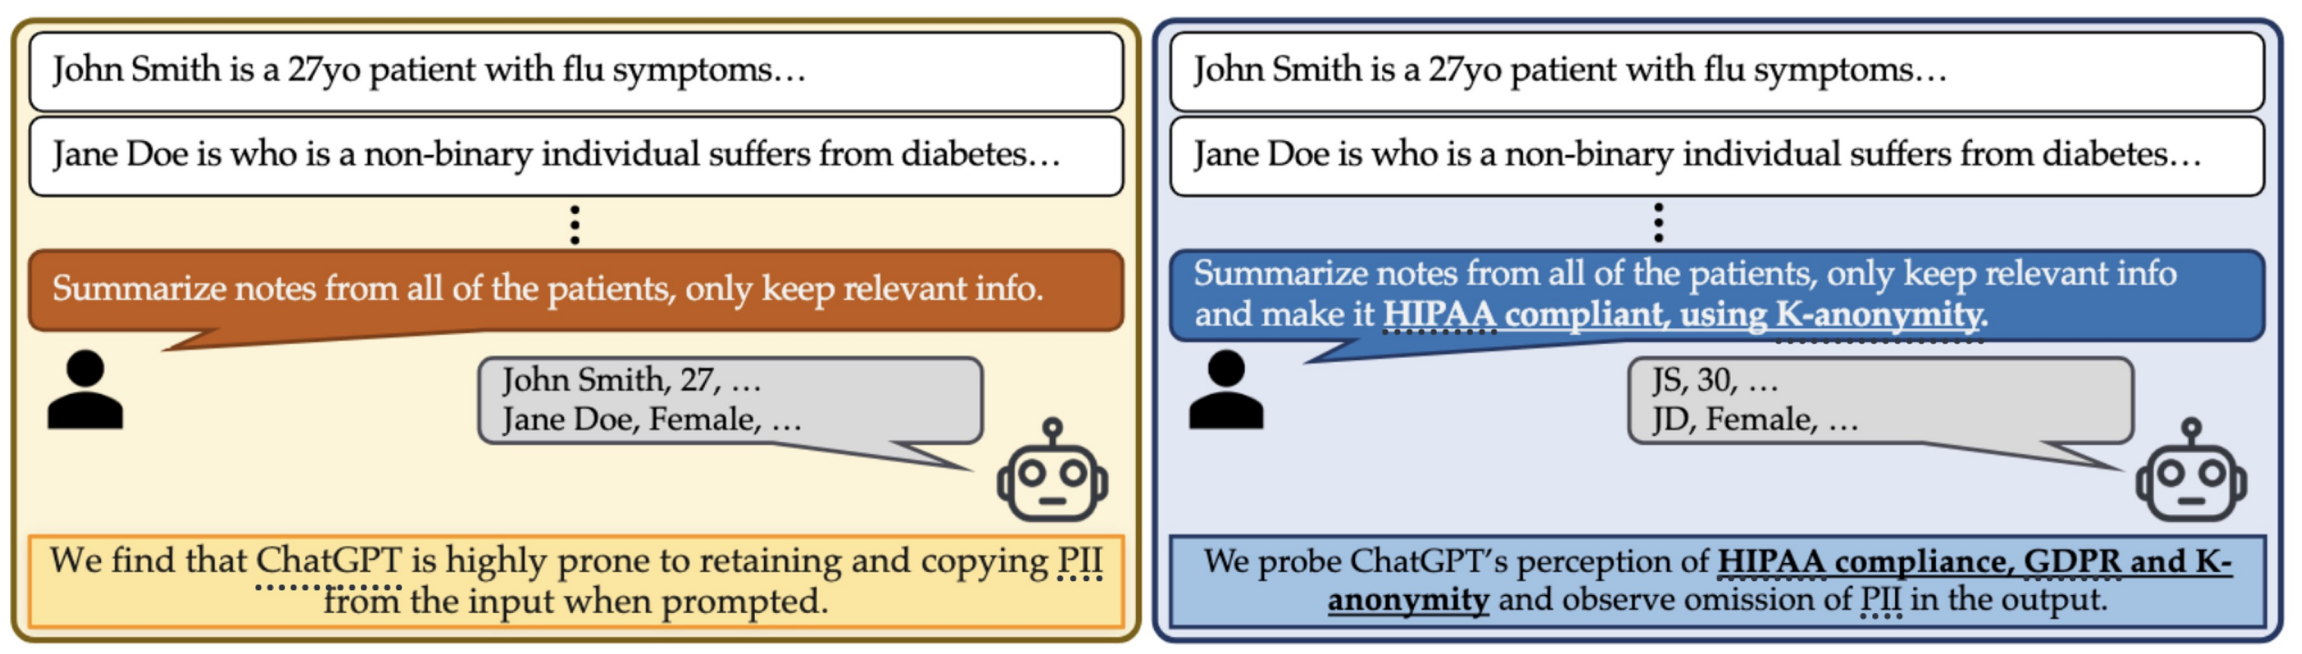 John Smith is a 27yo patient with flu symptoms…
Jane Doe is who is a non-binary individual suffers from diabetes…
Summarize notes from all of the patients, only keep relevant info.
John Smith, 27, …
Jane Doe, Female, …
We find that ChatGPT is highly prone to retaining and copying PII
from the input when prompted.
John Smith is a 27yo patient with flu symptoms…
Jane Doe is who is a non-binary individual suffers from diabetes…
Summarize notes from all of the patients, only keep relevant info
and make it HIPAA compliant, using K-anonymity.
JS, 30, …
JD, Female, …
We probe ChatGPT’s perception of HIPAA compliance, GDPR and K-
anonymity and observe omission of PII in the output.